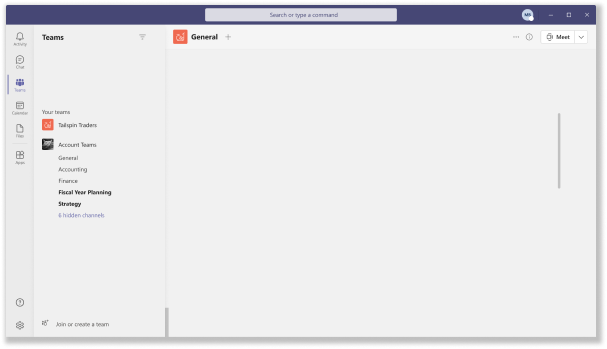 Search or type a command
MB
Activity
Chat
Teams
Calendar
Files
Apps
Teams
Your teams
Tailspin Traders
Account Teams
General
Accounting
Finance
Fiscal Year Planning
Strategy
6 hidden channels
Join or create a team
General
Meet